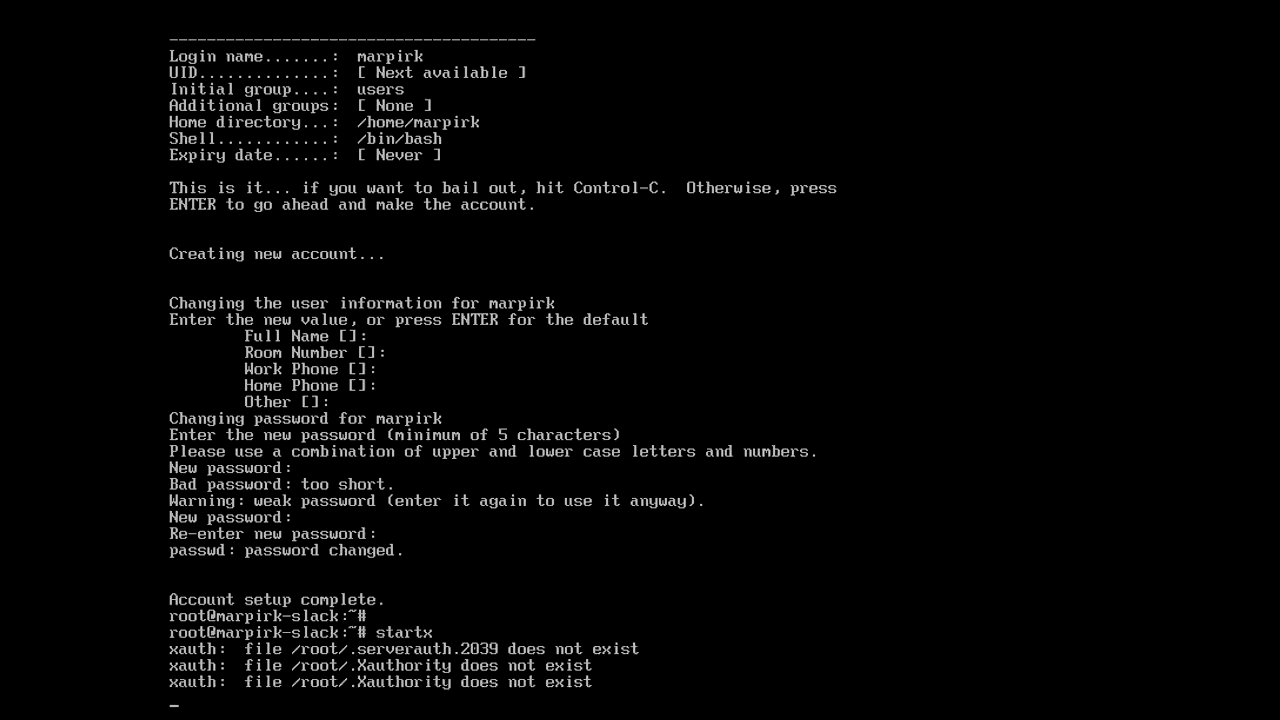 ---------------------------------------
Login name.......:  marpirk
UID..............:  [ Next available ]
Initial group....:  users
Additional groups:  [ None ]
Home directory...:  /home/marpirk
Shell............:  /bin/bash
Expiry date......:  [ Never ]
This is it... if you want to bail out, hit Control-C.  Otherwise, press
ENTER to go ahead and make the account.
Creating new account...
Changing the user information for marpirk
Enter the new value, or press ENTER for the default
        Full Name []:
        Room Number []:
        Work Phone []:
        Home Phone []:
        Other []:
Changing password for marpirk
Enter the new password (minimum of 5 characters)
Please use a combination of upper and lower case letters and numbers.
New password:
Bad password: too short.
Warning: weak password (enter it again to use it anyway).
New password:
Re-enter new password:
passwd: password changed.
Account setup complete.
root@marpirk-slack:~#
root@marpirk-slack:~# startx
xauth:  file /root/.serverauth.2039 does not exist
xauth:  file /root/.Xauthority does not exist
xauth:  file /root/.Xauthority does not exist
_